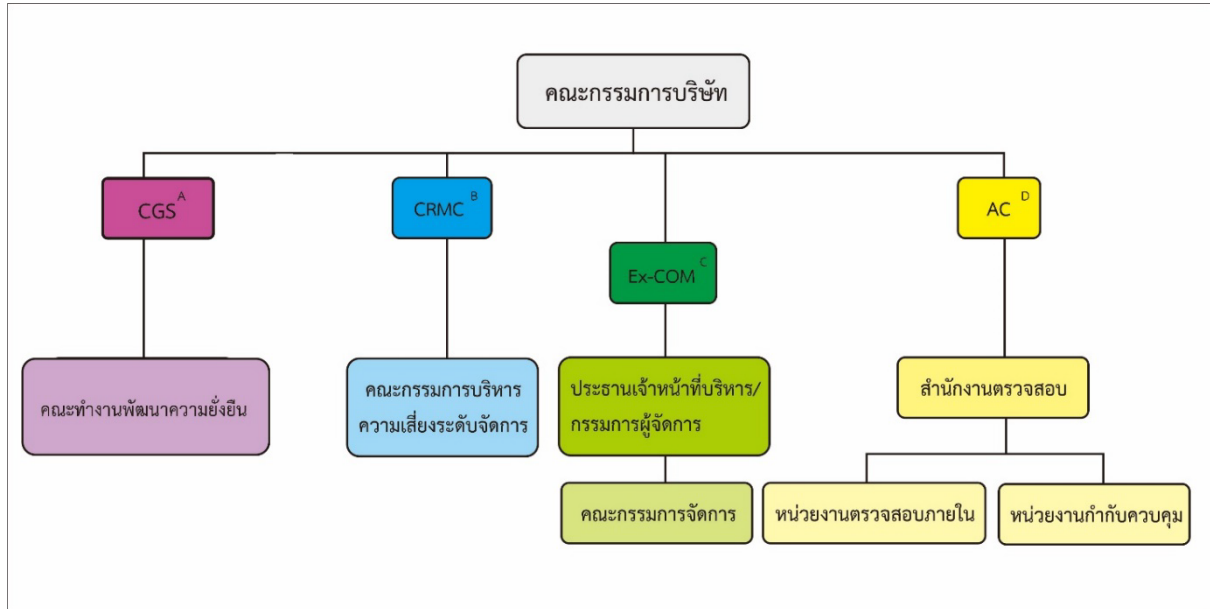 คณะกรรมการบริษัท
CGS A
CRMC B
Ex-COM C
AC D
คณะทำงานพัฒนาความยั่งยืน
คณะกรรมการบริหาร
ความเสี่ยงระดับจัดการ
ประธานเจ้าหน้าที่บริหาร/
กรรมการผู้จัดการ
สำนักงานตรวจสอบ
คณะกรรมการจัดการ
หน่วยงานตรวจสอบภายใน
หน่วยงานกำกับควบคุม